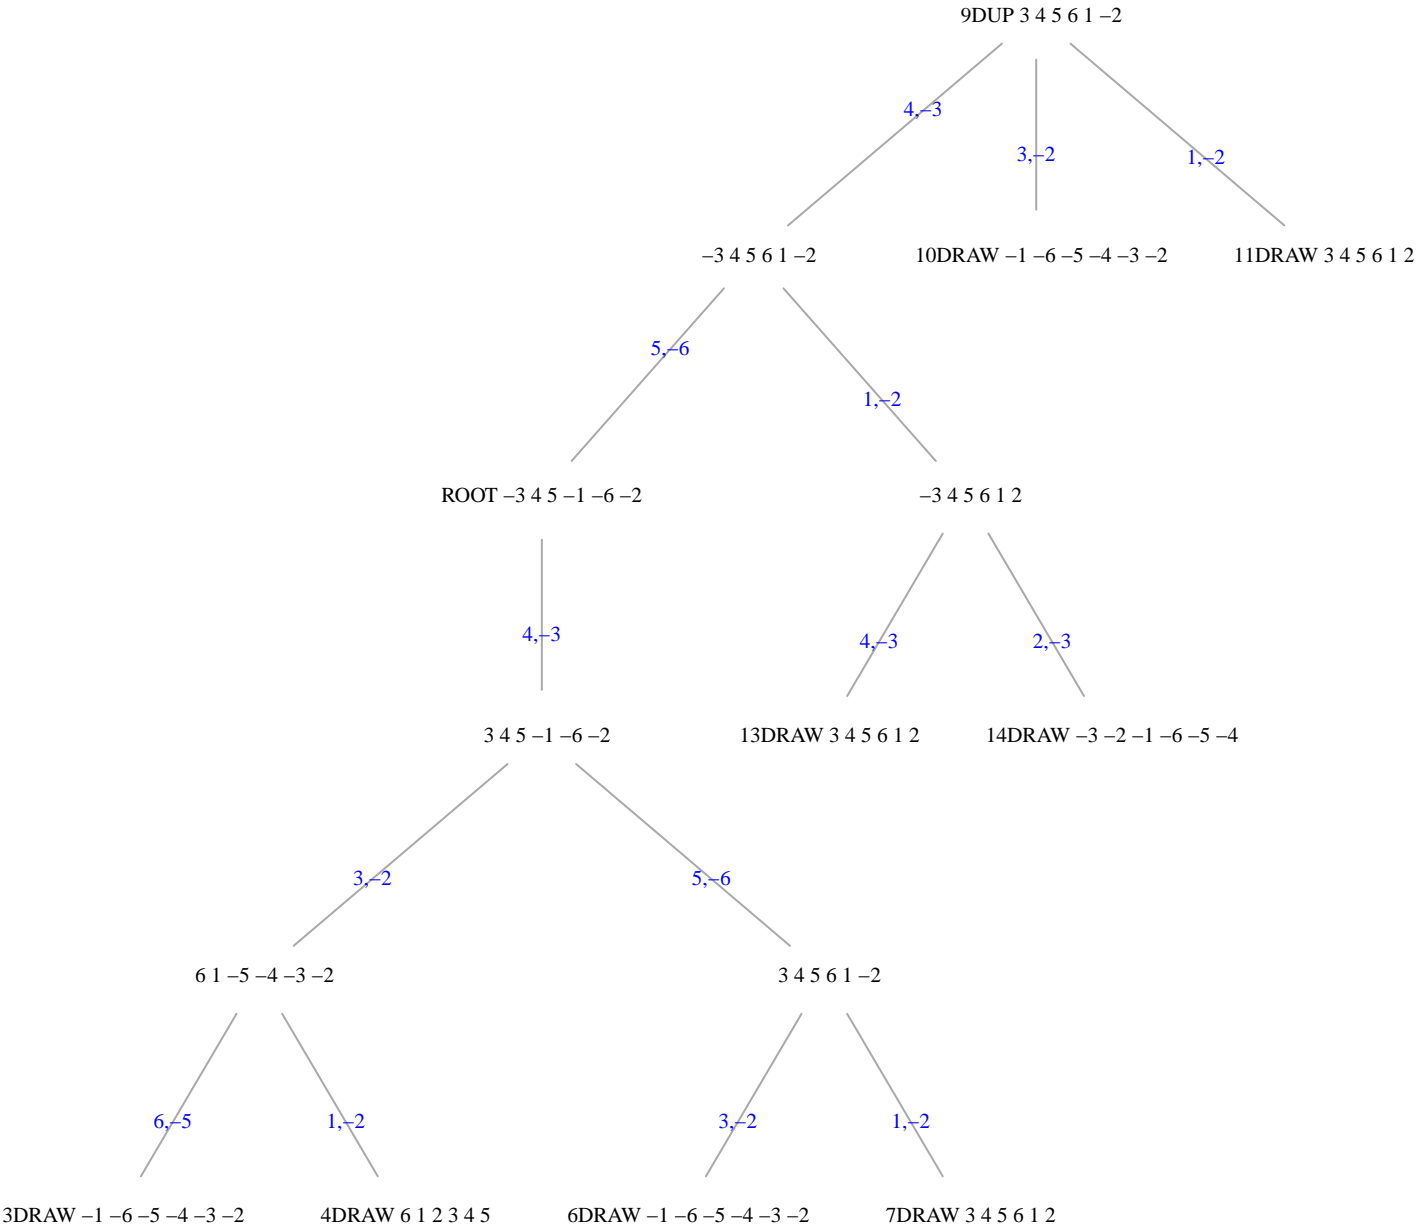 9DUP 3 4 5 6 1 −2
4,−3
3,−2
1,−2
−3 4 5 6 1 −2
10DRAW −1 −6 −5 −4 −3 −2
11DRAW 3 4 5 6 1 2
5,−6
1,−2
ROOT −3 4 5 −1 −6 −2
−3 4 5 6 1 2
4,−3
4,−3
2,−3
3 4 5 −1 −6 −2
13DRAW 3 4 5 6 1 2
14DRAW −3 −2 −1 −6 −5 −4
3,−2
5,−6
6 1 −5 −4 −3 −2
3 4 5 6 1 −2
6,−5
1,−2
3,−2
1,−2
3DRAW −1 −6 −5 −4 −3 −2
4DRAW 6 1 2 3 4 5
6DRAW −1 −6 −5 −4 −3 −2
7DRAW 3 4 5 6 1 2